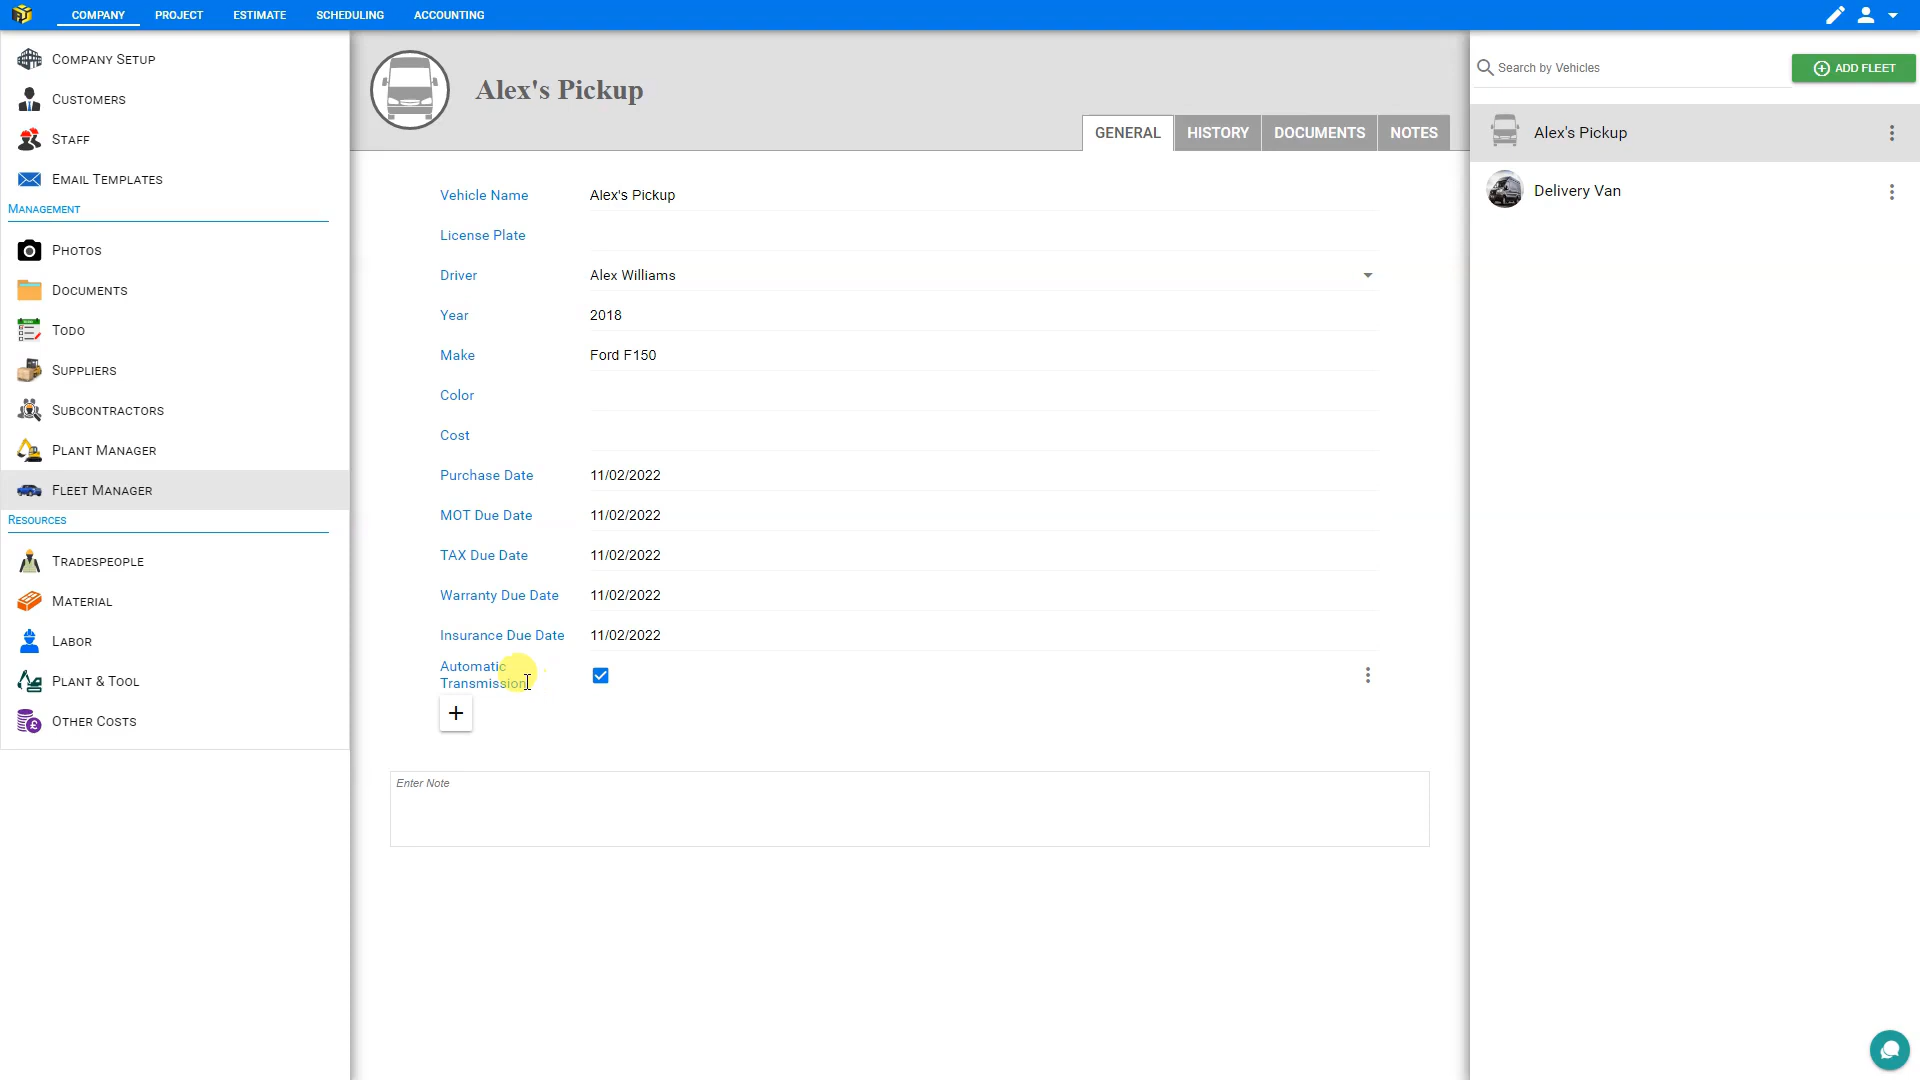 COMPANY PROJECT ESTIMATE SCHEDULING ACCOUNTING
COMPANY SETUP
CUSTOMERS
STAFF
EMAIL TEMPLATES
MANAGEMENT
PHOTOS
DOCUMENTS
TODO
SUPPLIERS
SUBCONTRACTORS
PLANT MANAGER
FLEET MANAGER
RESOURCES
TRADESPEOPLE
MATERIAL
LABOR
PLANT & TOOL
OTHER COSTS
Alex's Pickup
GENERAL HISTORY DOCUMENTS NOTES
Vehicle Name Alex's Pickup
License Plate
Driver Alex Williams
Year 2018
Make Ford F150
Color
Cost
Purchase Date 11/02/2022
MOT Due Date 11/02/2022
TAX Due Date 11/02/2022
Warranty Due Date 11/02/2022
Insurance Due Date 11/02/2022
Automatic
Transmission
Enter Note
Search by Vehicles
ADD FLEET
Alex's Pickup
Delivery Van